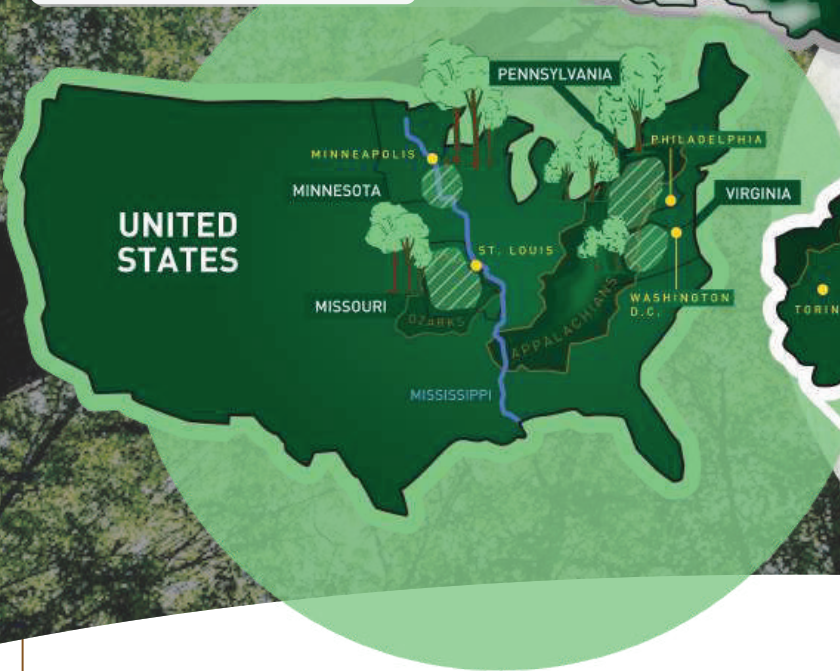 PENNSYLVANIA
PHILADELPHIA
MINNEAPOLIS
MINNESOTA
VIRGINIA
UNITED
STATES
ST. LOUIS
MISSOURI
WASHINGTON
D.C.
OZARKS
APPALACHIANS
MISSISSIPPI